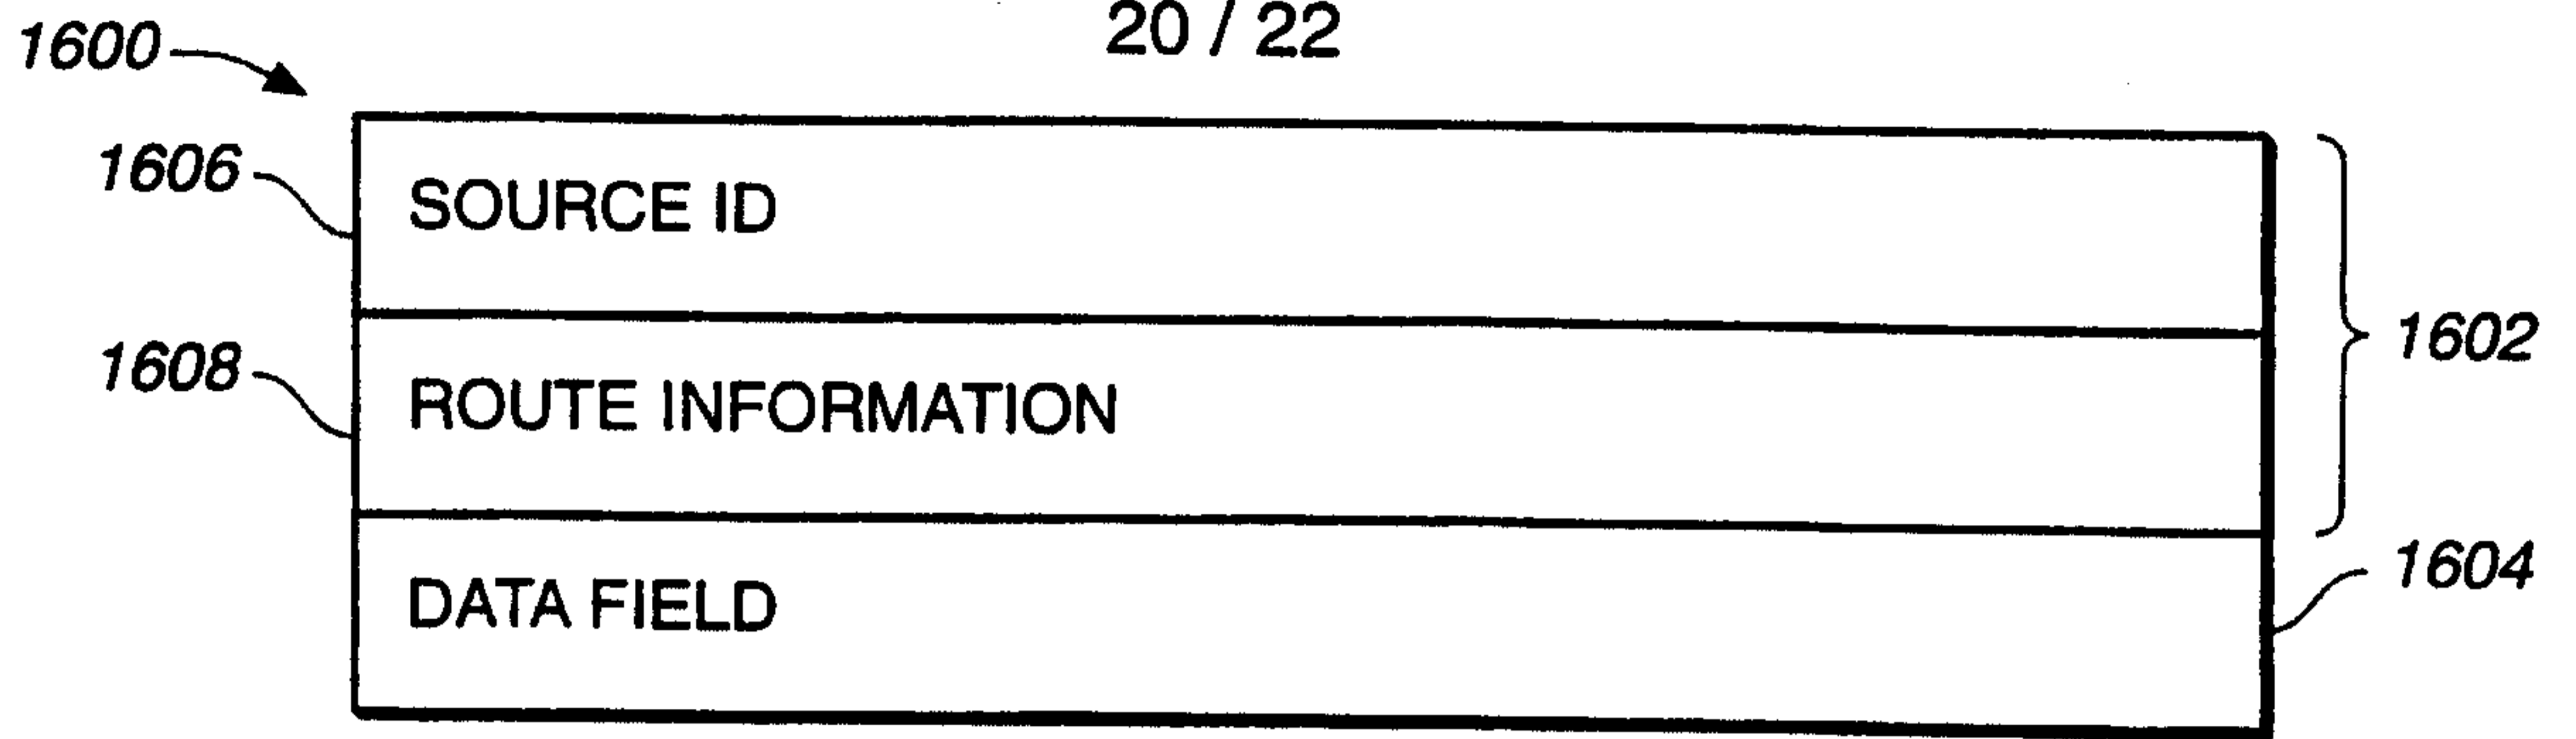 20 / 22
1600
1606
SOURCE ID
1608
ROUTE INFORMATION
1602
DATA FIELD
1604